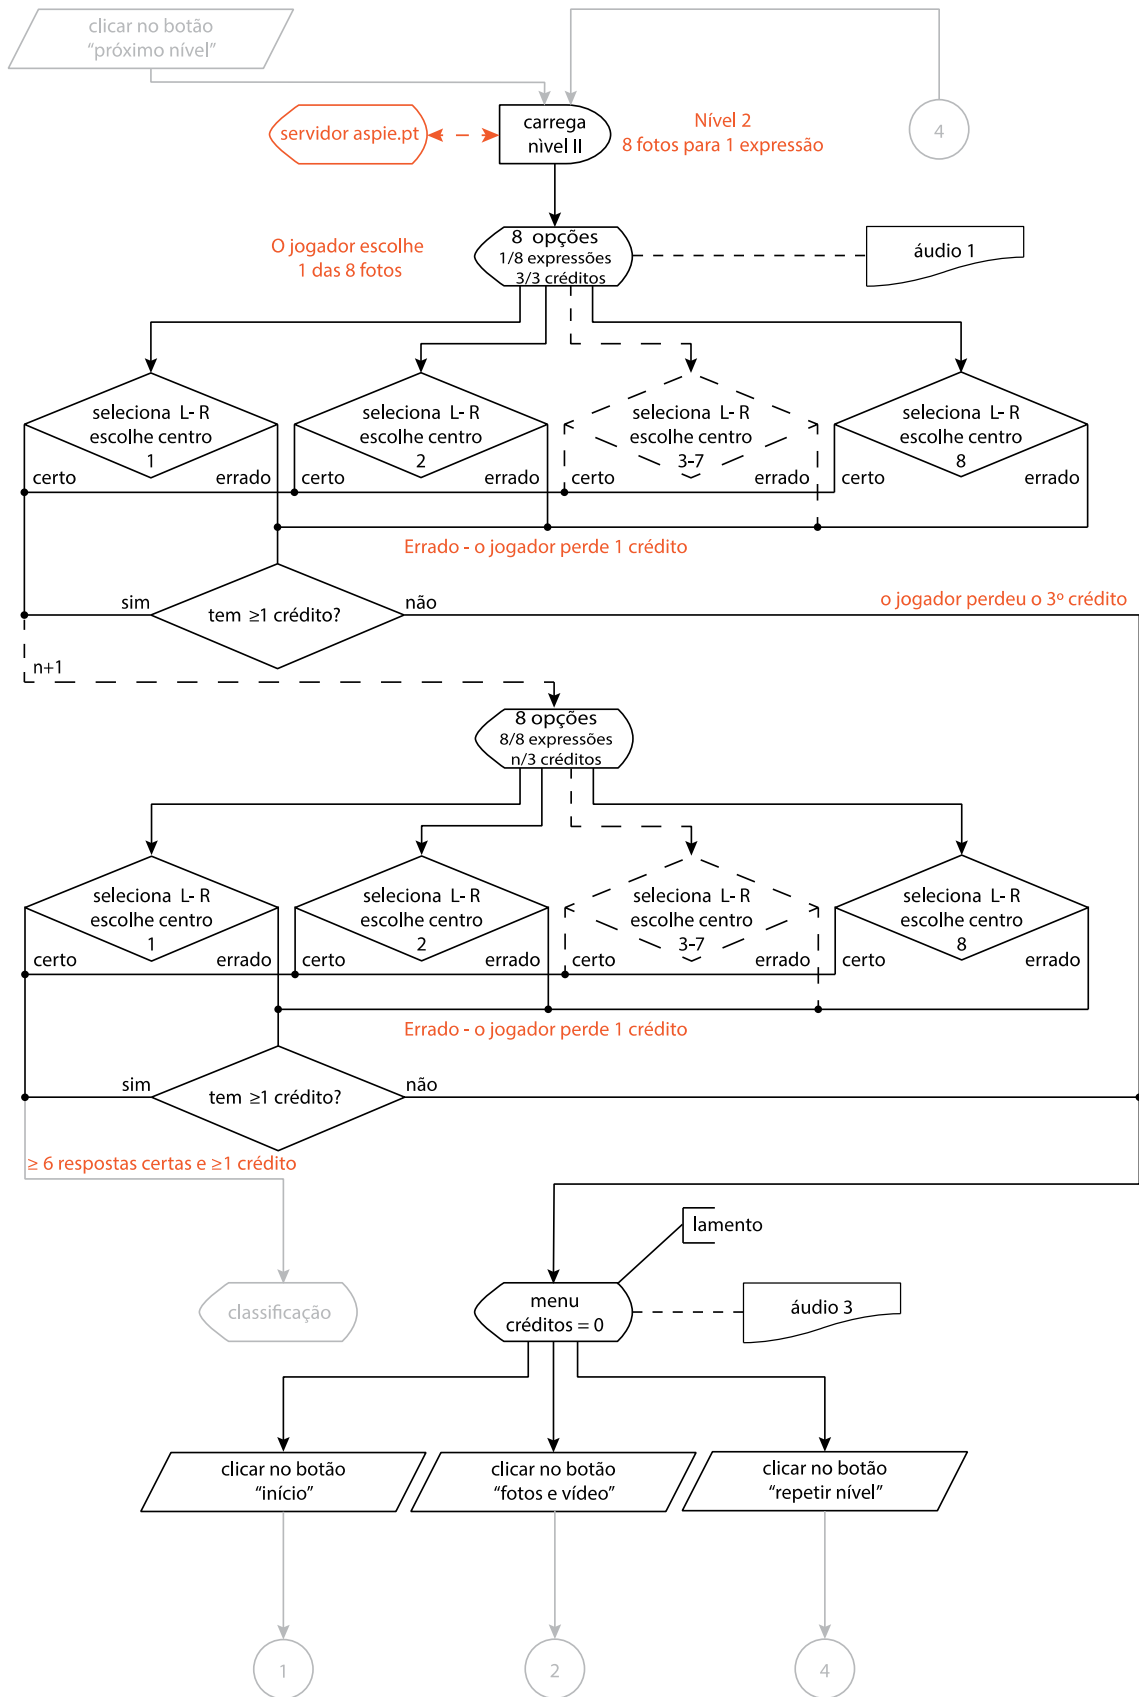 clicar no botão
“próximo nível”
4
servidor aspie.pt
carrega
nìvel II
Nível 2
8 fotos para 1 expressão
O jogador escolhe
1 das 8 fotos
8 opções
1/8 expressões
3/3 créditos
áudio 1
seleciona L- R
escolhe centro
1
seleciona L- R
escolhe centro
2
seleciona L- R
escolhe centro
3-7
seleciona L- R
escolhe centro
8
certo
errado
certo
errado
certo
errado
certo
errado
Errado - o jogador perde 1 crédito
sim
tem ≥1 crédito?
não
o jogador perdeu o 3º crédito
n+1
8 opções
8/8 expressões
n/3 créditos
seleciona L- R
escolhe centro
1
seleciona L- R
escolhe centro
2
seleciona L- R
escolhe centro
3-7
seleciona L- R
escolhe centro
8
certo
errado
certo
errado
certo
errado
certo
errado
Errado - o jogador perde 1 crédito
sim
tem ≥1 crédito?
não
≥ 6 respostas certas e ≥1 crédito
lamento
classificação
menu
créditos = 0
áudio 3
clicar no botão
“início”
clicar no botão
“fotos e vídeo”
clicar no botão
“repetir nível”
1
2
4